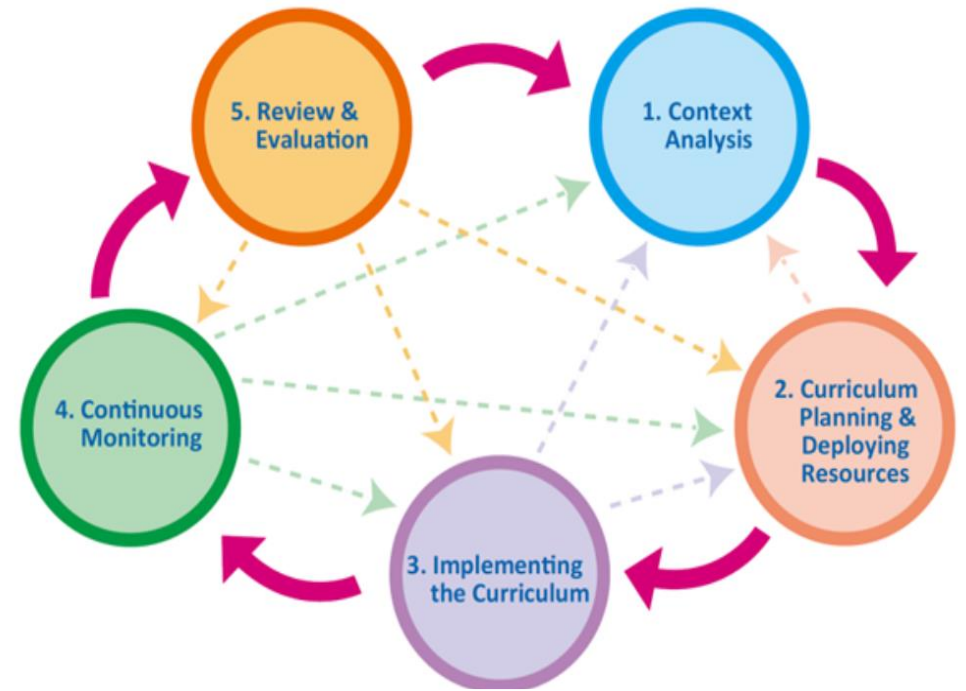 1. Context
Analysis
2. Curriculum
Planning &
Deploying
Resources
3. Implementing
the Curriculum
4. Continuous
Monitoring
5. Review &
Evaluation